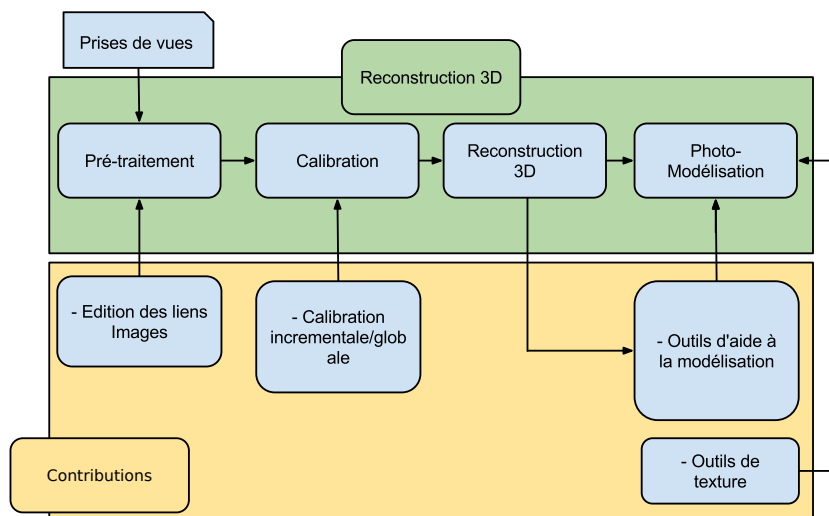 Prises de vues
Reconstruction 3D
Pré-traitement
Calibration
Reconstruction
3D
Photo-
Modélisation
- Edition des liens
Images
- Calibration
incrementale/glob
ale
- Outils d'aide à
la modélisation
Contributions
- Outils de
texture